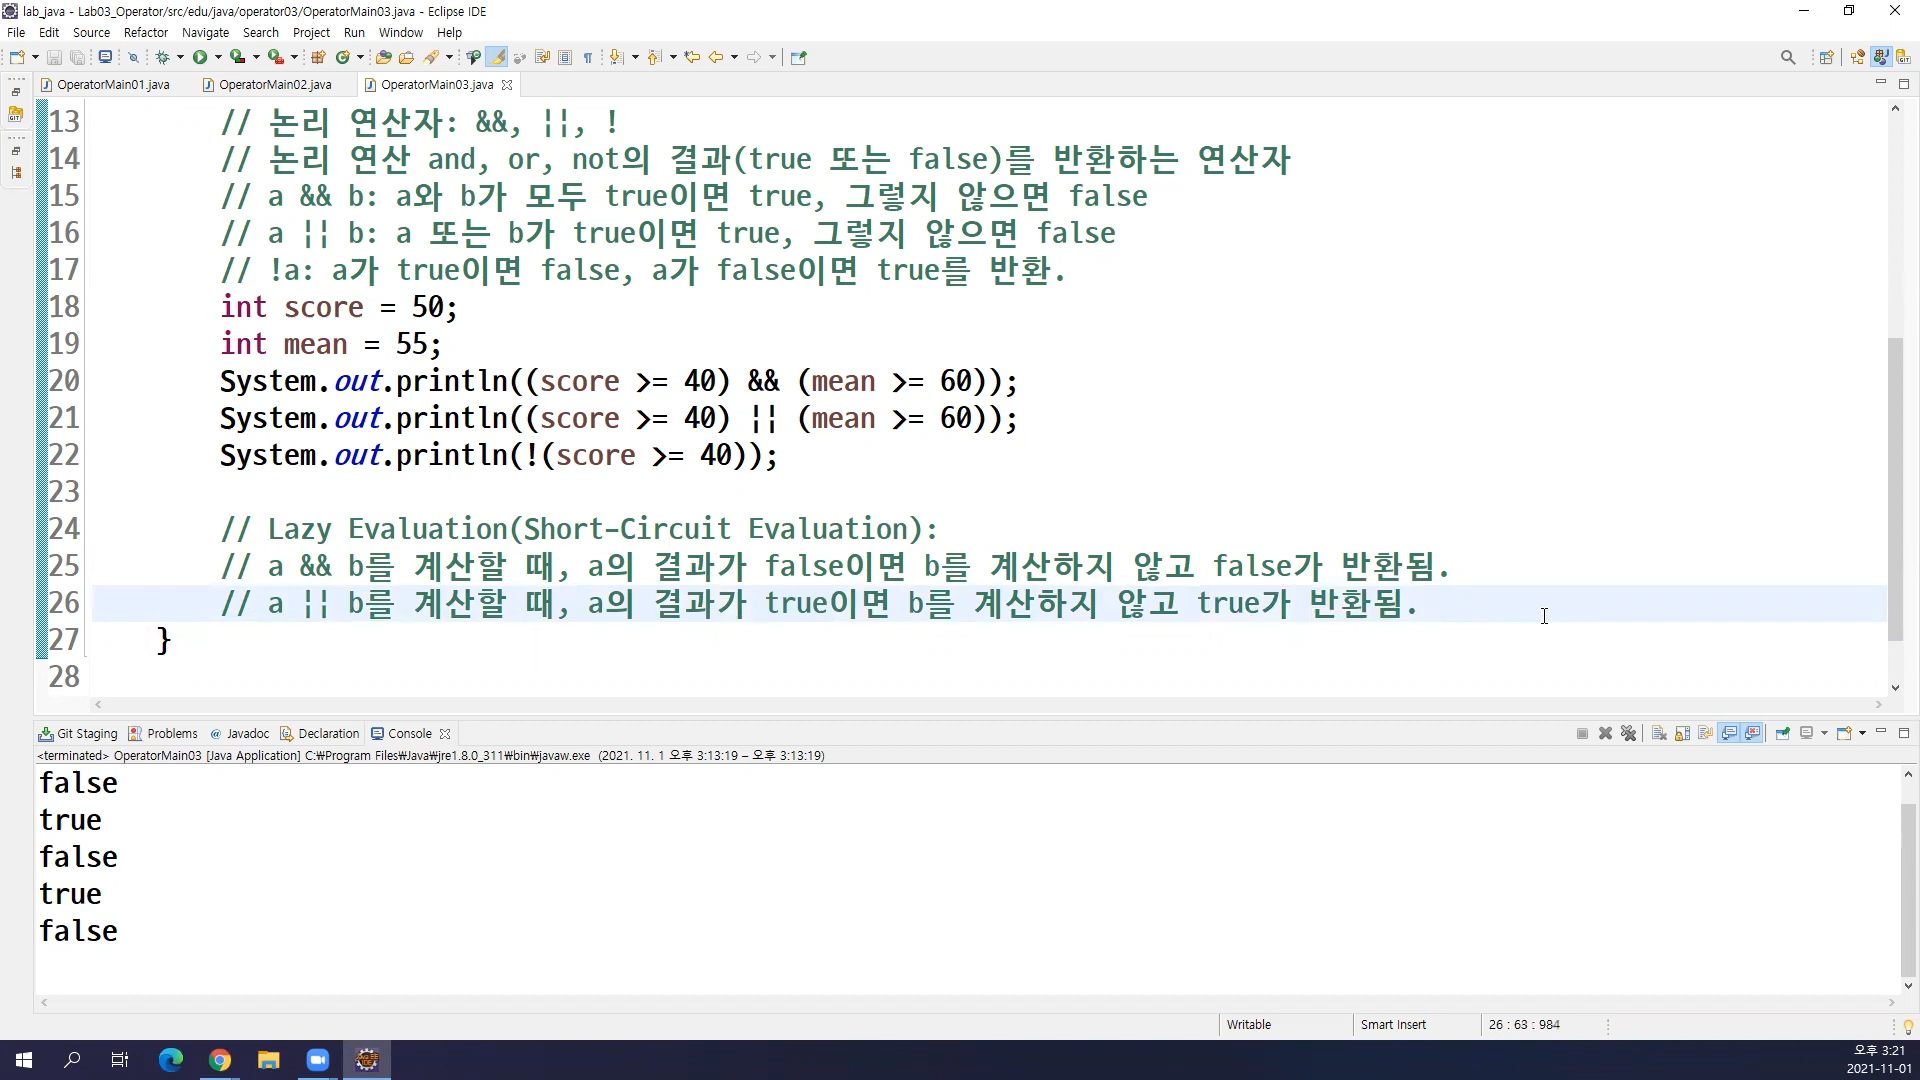 lab_java - Lab03_Operator/src/edu/java/operator03/OperatorMain03.java - Eclipse IDE
File Edit Source Refactor Navigate Search Project Run Window Help
OperatorMain01.java OperatorMain02.java OperatorMain03.java
13 // 논리 연산자: &&, ||, !
14 // 논리 연산 and, or, not의 결과(true 또는 false)를 반환하는 연산자
15 // a && b: a와 b가 모두 true이면 true, 그렇지 않으면 false
16 // a || b: a 또는 b가 true이면 true, 그렇지 않으면 false
17 // !a: a가 true이면 false, a가 false이면 true를 반환.
18 int score = 50;
19 int mean = 55;
20 System.out.println((score >= 40) && (mean >= 60));
21 System.out.println((score >= 40) || (mean >= 60));
22 System.out.println(!(score >= 40));
23
24 // Lazy Evaluation(Short-Circuit Evaluation):
25 // a && b를 계산할 때, a의 결과가 false이면 b를 계산하지 않고 false가 반환됨.
26 // a || b를 계산할 때, a의 결과가 true이면 b를 계산하지 않고 true가 반환됨.
27 }
28
Git Staging Problems Javadoc Declaration Console
<terminated> OperatorMain03 [Java Application] C:₩Program Files₩Java₩jre1.8.0_311₩bin₩javaw.exe (2021. 11. 1 오후 3:13:19 – 오후 3:13:19)
false
true
false
true
false
Writable Smart Insert 26 : 63 : 984
오후 3:21
2021-11-01